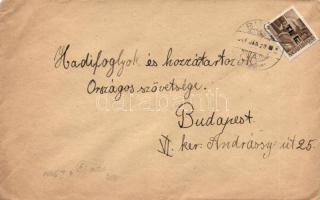 Hadifoglyok és hozzátartozók
Országos szövetsége.
Budapest.
VI. ker. Andrássy út 25.